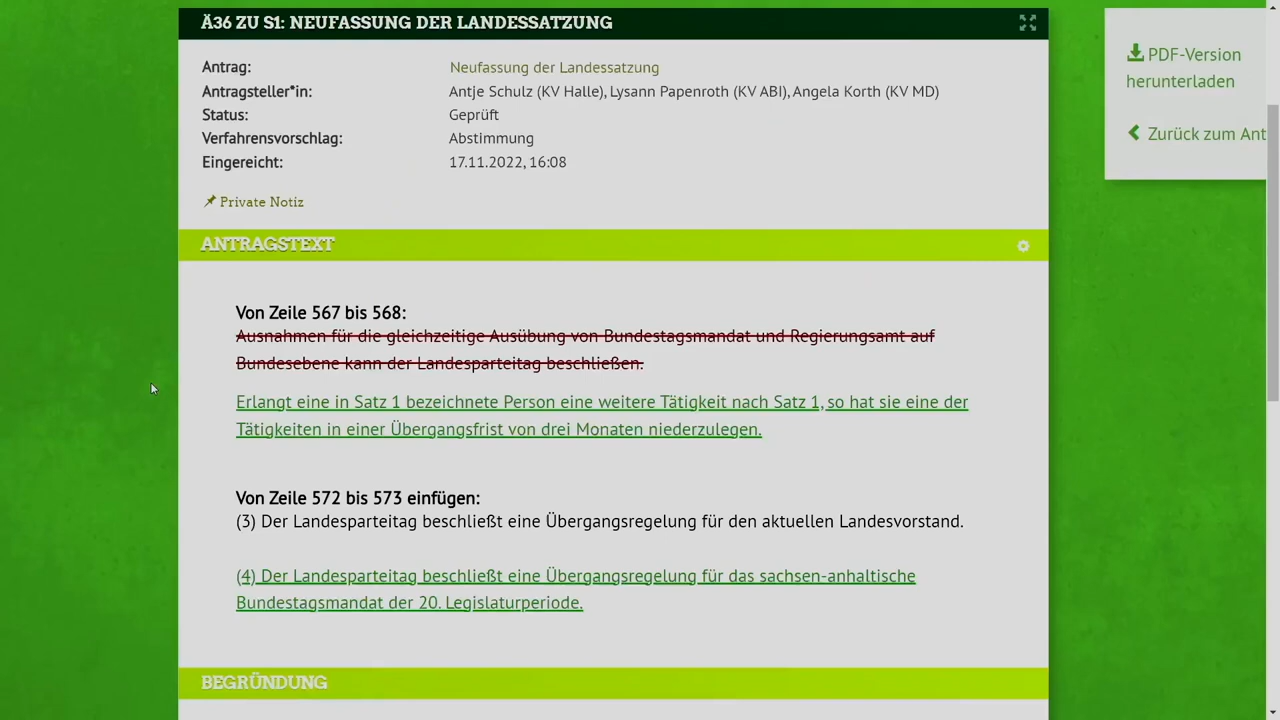 Ä36 ZU S1: NEUFASSUNG DER LANDESSATZUNG
Antrag: Neufassung der Landessatzung
Antragsteller*in: Antje Schulz (KV Halle), Lysann Papenroth (KV ABI), Angela Korth (KV MD)
Status: Geprüft
Verfahrensvorschlag: Abstimmung
Eingereicht: 17.11.2022, 16:08
Private Notiz
ANTRAGSTEXT
Von Zeile 567 bis 568:
Ausnahmen für die gleichzeitige Ausübung von Bundestagsmandat und Regierungsamt auf
Bundesebene kann der Landesparteitag beschließen.
Erlangt eine in Satz 1 bezeichnete Person eine weitere Tätigkeit nach Satz 1, so hat sie eine der
Tätigkeiten in einer Übergangsfrist von drei Monaten niederzulegen.
Von Zeile 572 bis 573 einfügen:
(3) Der Landesparteitag beschließt eine Übergangsregelung für den aktuellen Landesvorstand.
(4) Der Landesparteitag beschließt eine Übergangsregelung für das sachsen-anhaltische
Bundestagsmandat der 20. Legislaturperiode.
BEGRÜNDUNG
PDF-Version
herunterladen
Zurück zum Ant